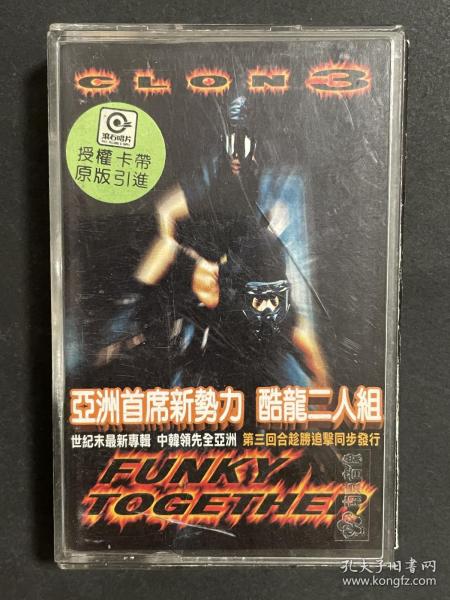 CLON 3
滾石唱片
授權卡帶
原版引進
亞洲首席新勢力 酷龍二人組
世紀末最新專輯 中韓領先全亞洲 第三回合趁勝追擊同步發行
FUNKY
TOGETHER
孔夫子旧书网
www.kongfz.com